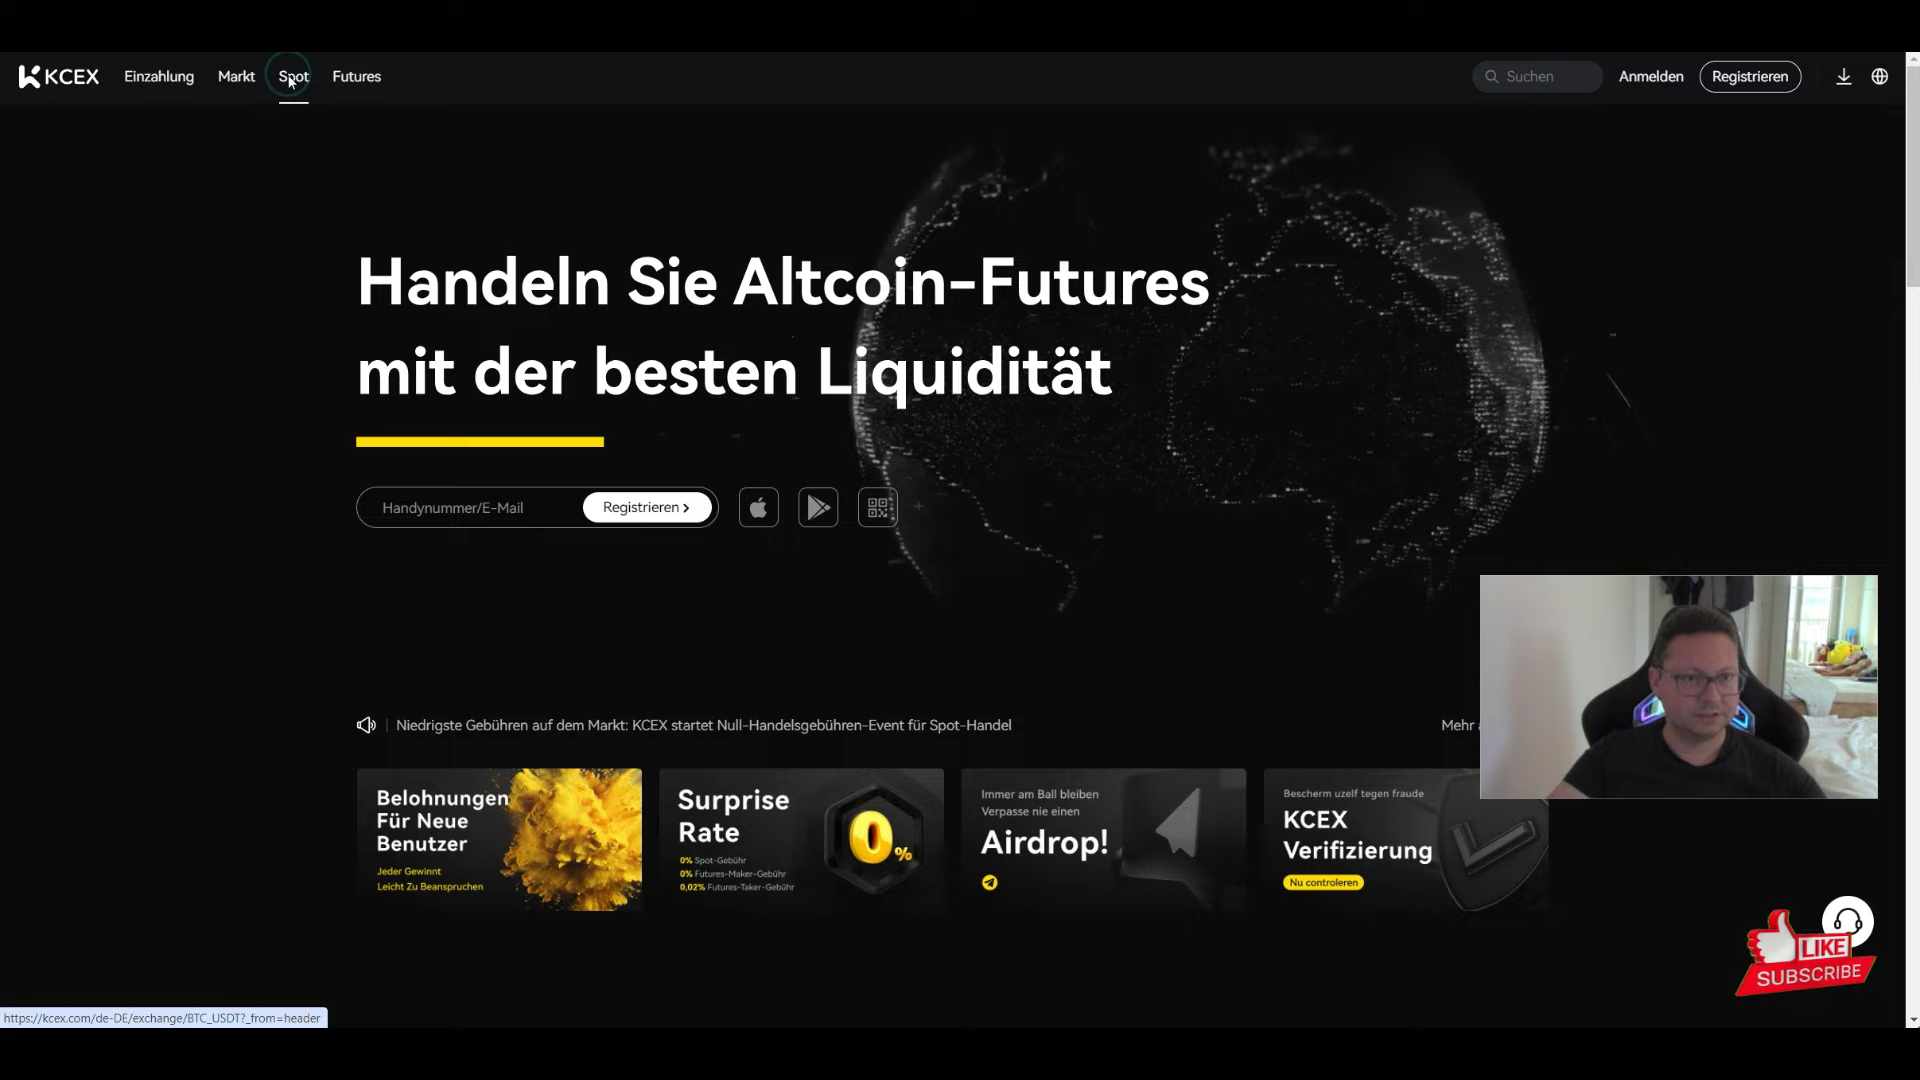 KCEX
Einzahlung
Markt
Spot
Futures
Suchen
Anmelden
Registrieren
Handeln Sie Altcoin-Futures
mit der besten Liquidität
Handynummer/E-Mail
Registrieren
Niedrigste Gebühren auf dem Markt: KCEX startet Null-Handelsgebühren-Event für Spot-Handel
Mehr
Belohnungen
Für Neue
Benutzer
Jeder Gewinnt
Leicht Zu Beanspruchen
Surprise
Rate
0% Spot-Gebühr
0% Futures-Maker-Gebühr
0,02% Futures-Taker-Gebühr
0%
Immer am Ball bleiben
Verpasse nie einen
Airdrop!
Bescherm uzelf tegen fraude
KCEX
Verifizierung
Nu controleren
LIKE
SUBSCRIBE
https://kcex.com/de-DE/exchange/BTC_USDT?_from=header